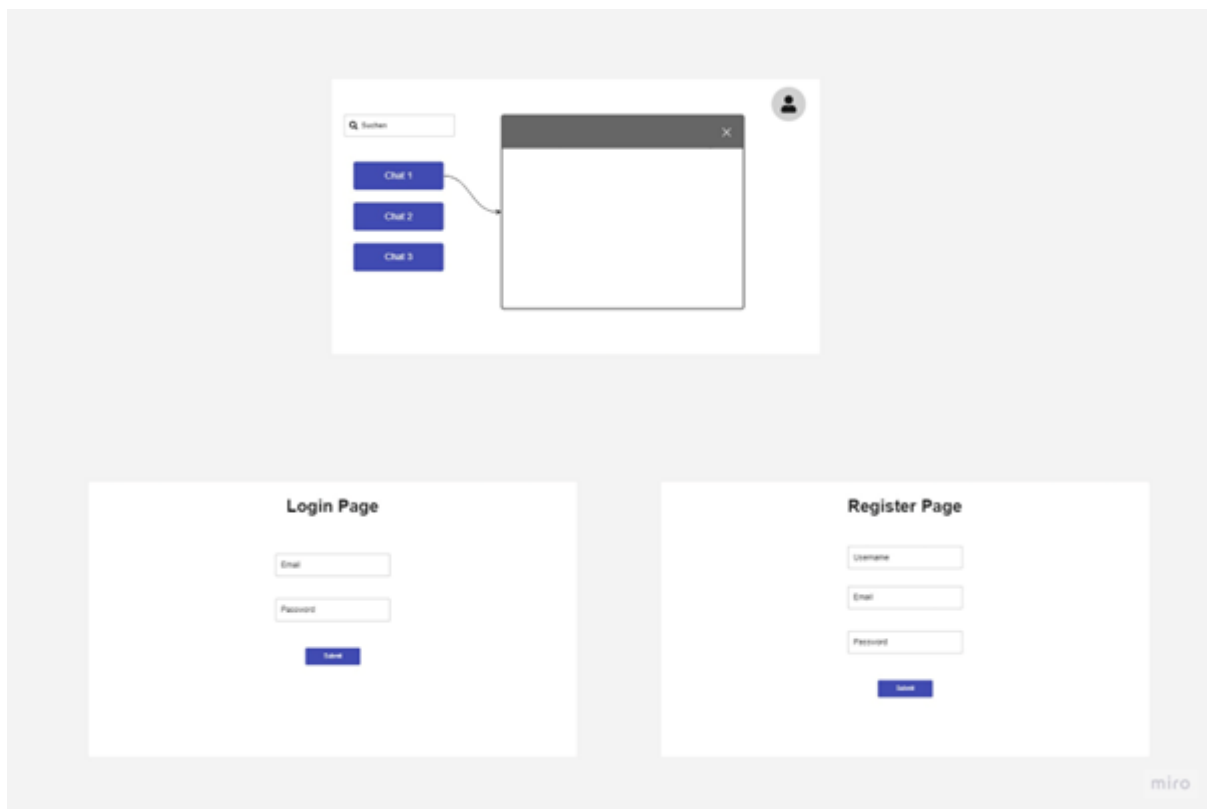 Suchen
Chat 1
Chat 2
Chat 3
Login Page
Email
Password
Submit
Register Page
Username
Email
Password
Submit
miro